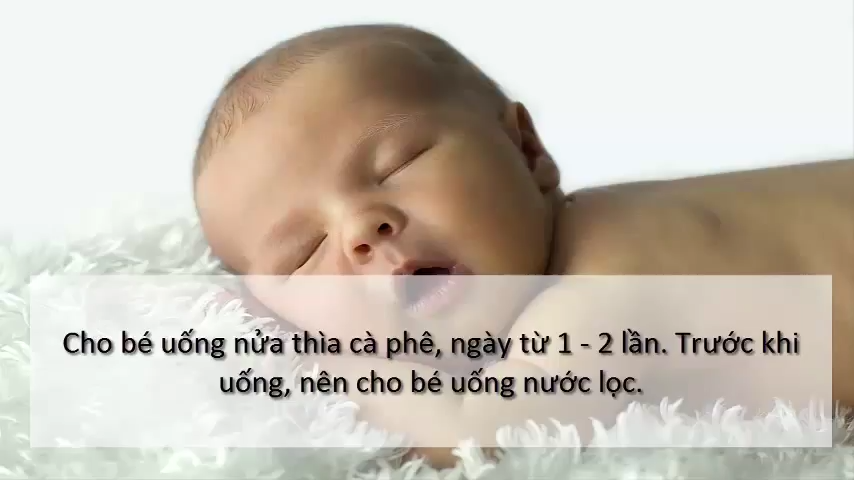 Cho bé uống nửa thìa cà phê, ngày từ 1 - 2 lần. Trước khi
uống, nên cho bé uống nước lọc.